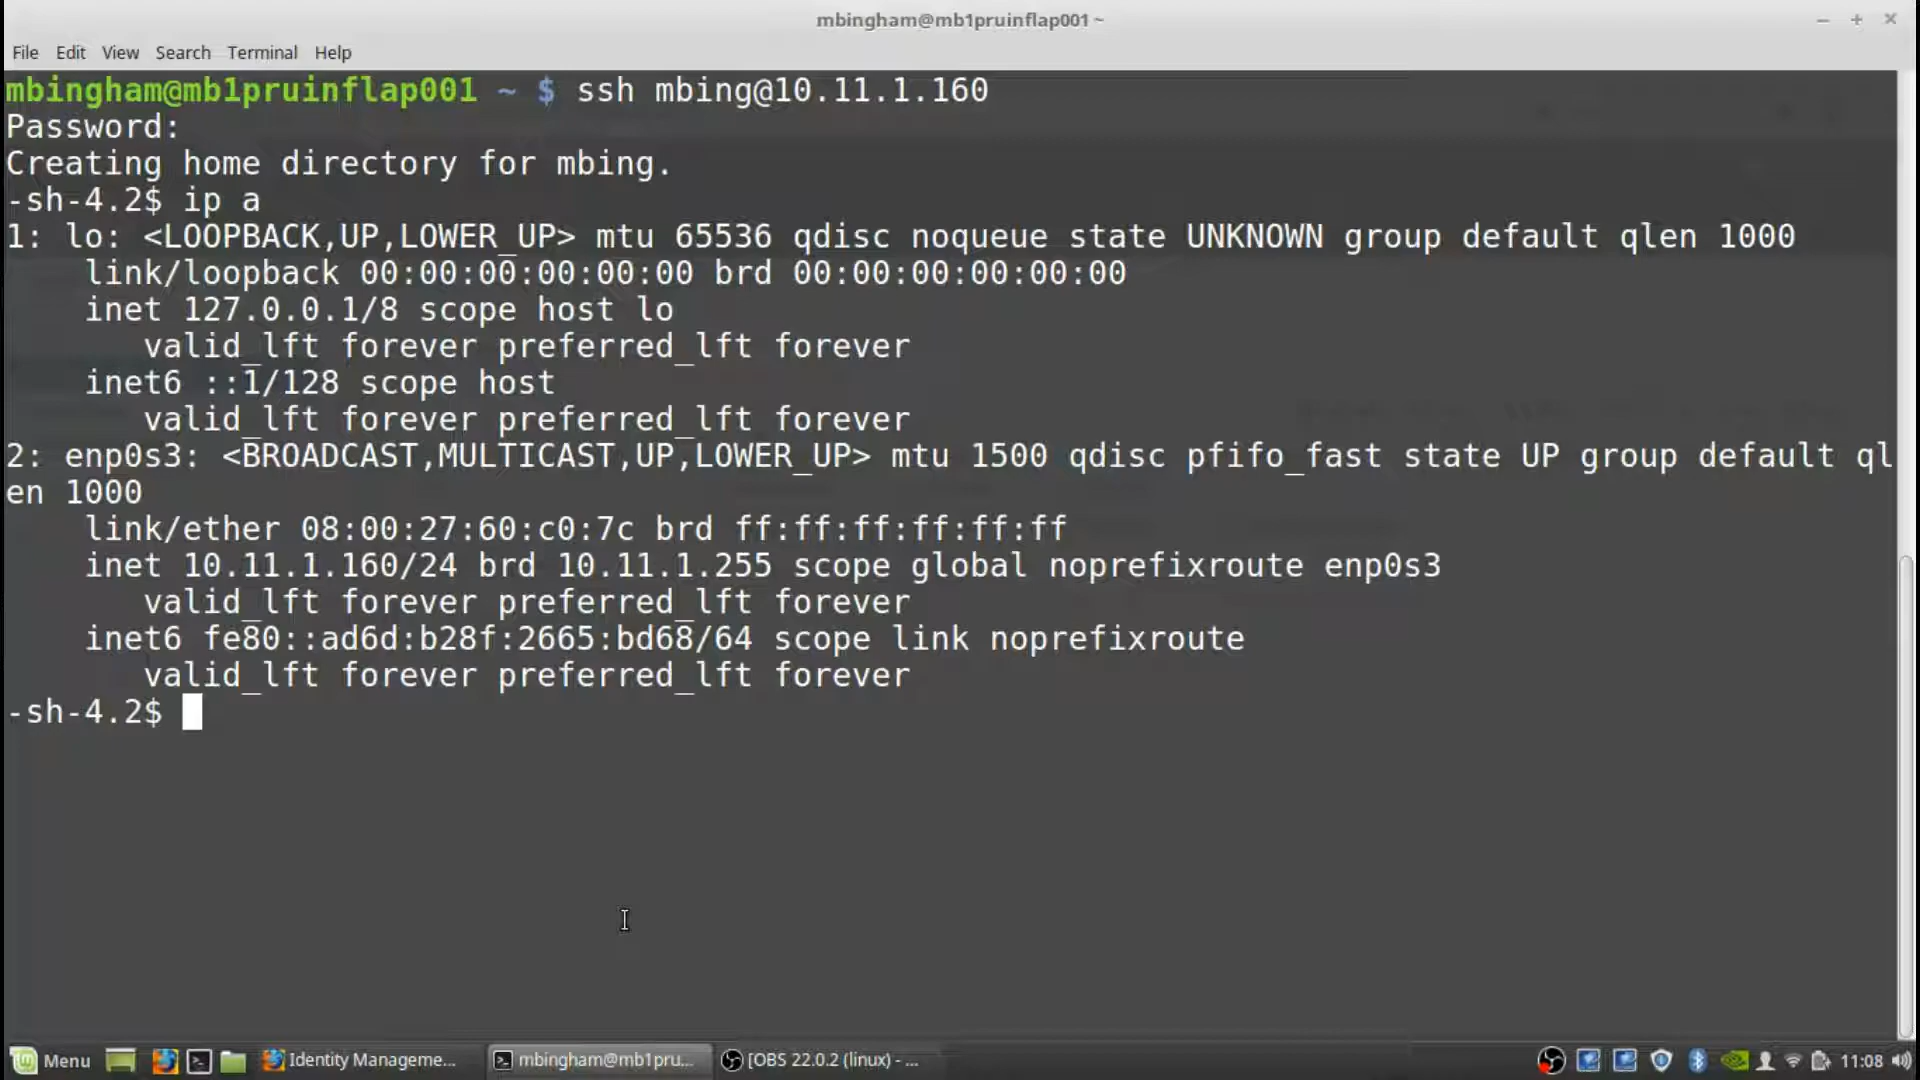 mbingham@mb1pruinflap001 ~
File Edit View Search Terminal Help
mbingham@mb1pruinflap001 ~ $ ssh mbing@10.11.1.160
Password:
Creating home directory for mbing.
-sh-4.2$ ip a
1: lo: <LOOPBACK,UP,LOWER_UP> mtu 65536 qdisc noqueue state UNKNOWN group default qlen 1000
    link/loopback 00:00:00:00:00:00 brd 00:00:00:00:00:00
    inet 127.0.0.1/8 scope host lo
       valid_lft forever preferred_lft forever
    inet6 ::1/128 scope host
       valid_lft forever preferred_lft forever
2: enp0s3: <BROADCAST,MULTICAST,UP,LOWER_UP> mtu 1500 qdisc pfifo_fast state UP group default ql
en 1000
    link/ether 08:00:27:60:c0:7c brd ff:ff:ff:ff:ff:ff
    inet 10.11.1.160/24 brd 10.11.1.255 scope global noprefixroute enp0s3
       valid_lft forever preferred_lft forever
    inet6 fe80::ad6d:b28f:2665:bd68/64 scope link noprefixroute
       valid_lft forever preferred_lft forever
-sh-4.2$
Menu Identity Manageme... mbingham@mb1pru... [OBS 22.0.2 (linux) - ... 11:08